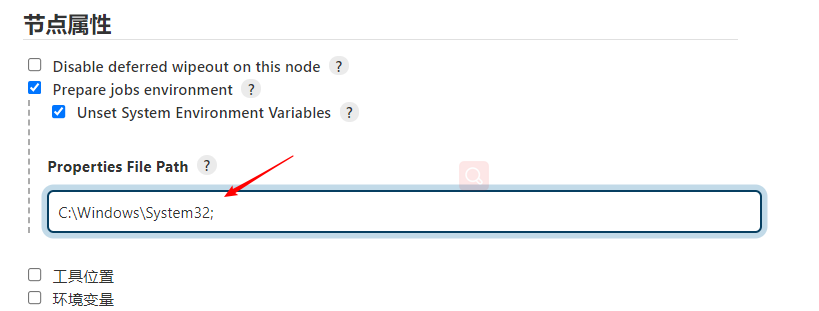 节点属性
Disable deferred wipeout on this node ?
Prepare jobs environment ?
Unset System Environment Variables ?
Properties File Path ?
C:\Windows\System32;
工具位置
环境变量